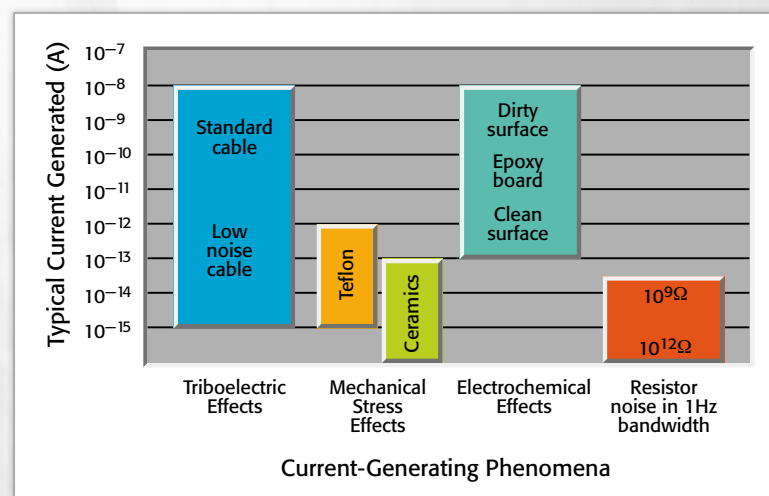 Typical Current Generated (A)
10⁻⁷
10⁻⁸
10⁻⁹
10⁻¹⁰
10⁻¹¹
10⁻¹²
10⁻¹³
10⁻¹⁴
10⁻¹⁵
Standard
cable
Low
noise
cable
Teflon
Ceramics
Dirty
surface
Epoxy
board
Clean
surface
10⁹Ω
10¹²Ω
Triboelectric
Effects
Mechanical
Stress
Effects
Electrochemical
Effects
Resistor
noise in 1Hz
bandwidth
Current-Generating Phenomena